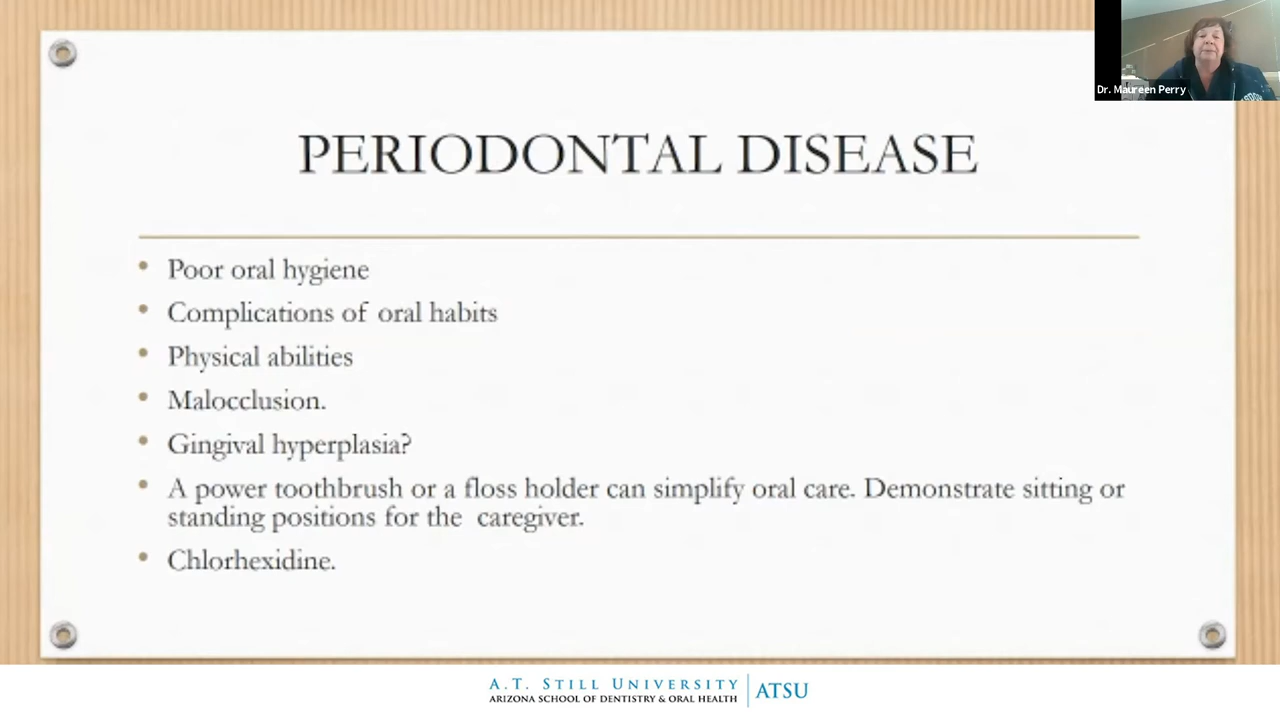 Dr. Maureen Perry
PERIODONTAL DISEASE
• Poor oral hygiene
• Complications of oral habits
• Physical abilities
• Malocclusion.
• Gingival hyperplasia?
• A power toothbrush or a floss holder can simplify oral care. Demonstrate sitting or
standing positions for the caregiver.
• Chlorhexidine.
A.T. STILL UNIVERSITY
ARIZONA SCHOOL OF DENTISTRY & ORAL HEALTH
ATSU